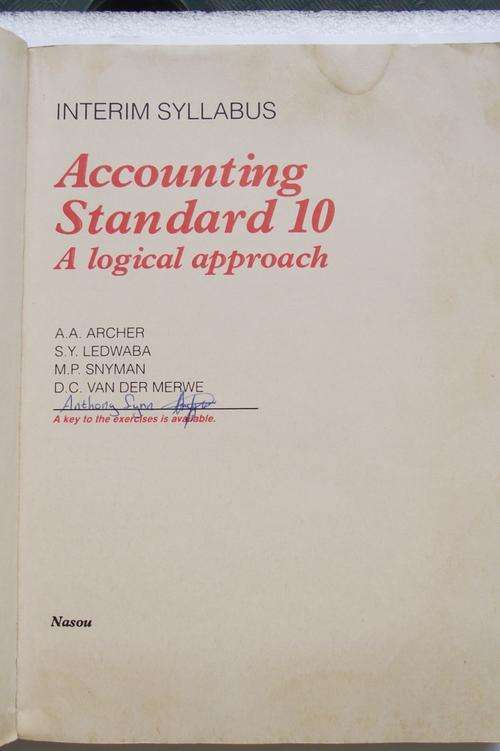 INTERIM SYLLABUS
Accounting
Standard 10
A logical approach
A.A. ARCHER
S.Y. LEDWABA
M.P. SNYMAN
D.C. VAN DER MERWE
Anthony Synn
A key to the exercises is available.
Nasou